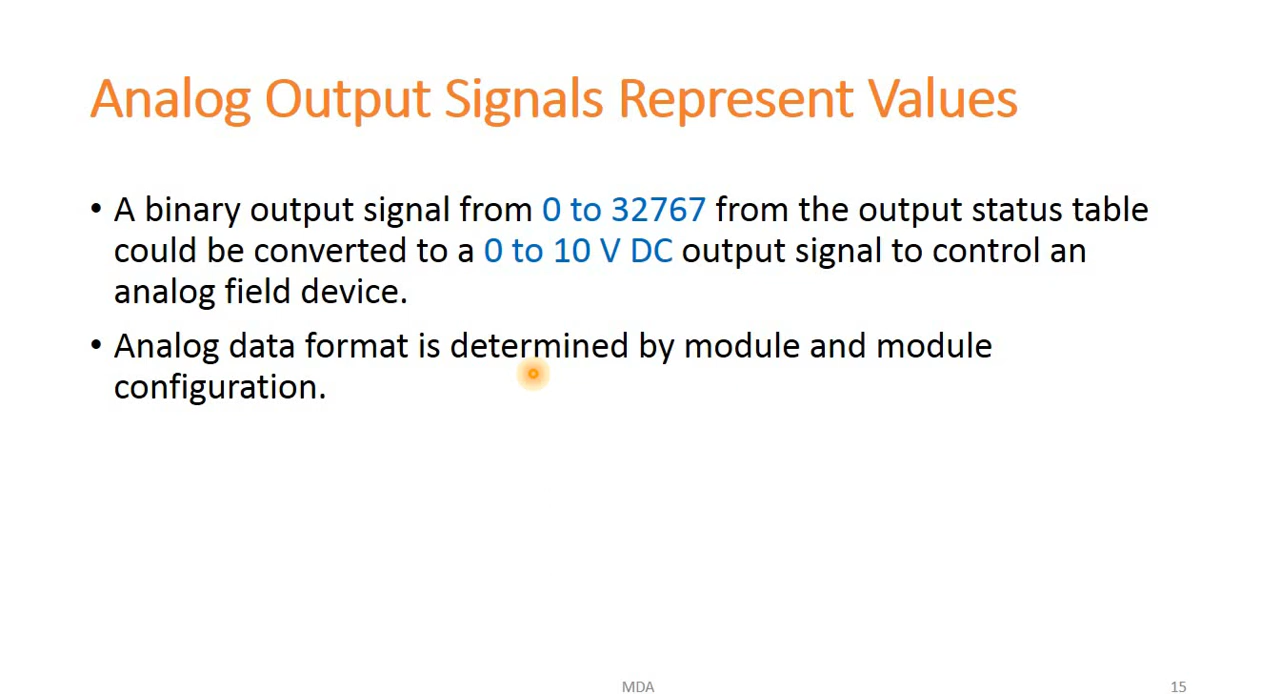 Analog Output Signals Represent Values
• A binary output signal from 0 to 32767 from the output status table
could be converted to a 0 to 10 V DC output signal to control an
analog field device.
• Analog data format is determined by module and module
configuration.
MDA
15